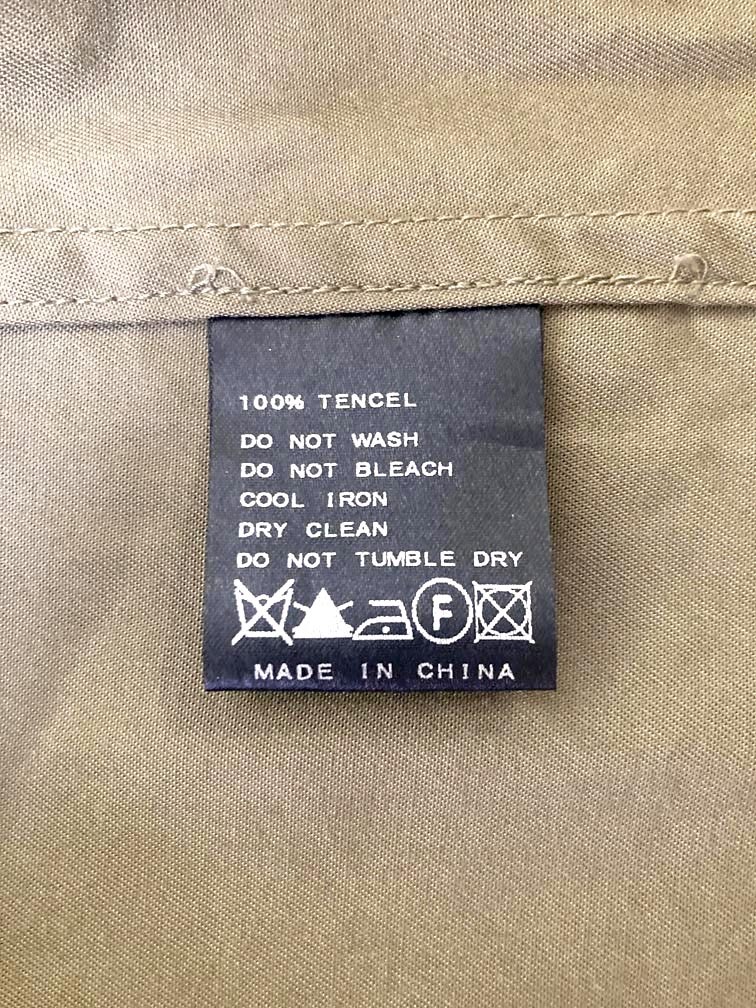 100% TENCEL
DO NOT WASH
DO NOT BLEACH
COOL IRON
DRY CLEAN
DO NOT TUMBLE DRY
F
MADE IN CHINA